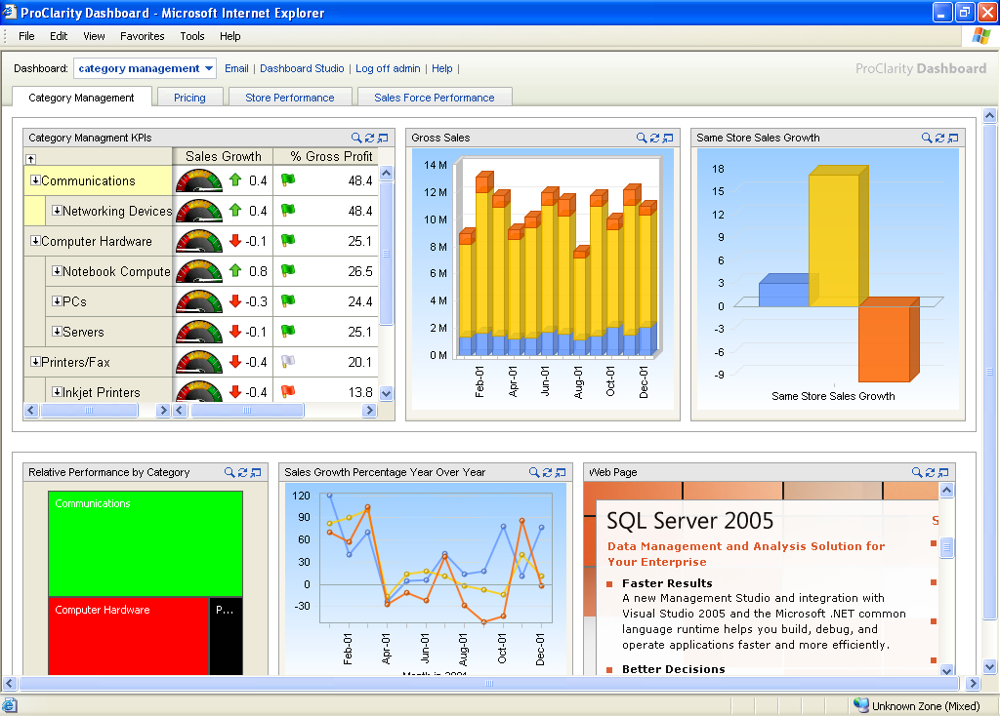 ProClarity Dashboard - Microsoft Internet Explorer
File Edit View Favorites Tools Help
Dashboard: category management Email | Dashboard Studio | Log off admin | Help |
ProClarity Dashboard
Category Management Pricing Store Performance Sales Force Performance
Category Managment KPIs
Sales Growth % Gross Profit
Communications 0.4 48.4
Networking Devices 0.4 48.4
Computer Hardware -0.1 25.1
Notebook Compute 0.8 26.5
PCs -0.3 24.4
Servers -0.1 25.1
Printers/Fax -0.4 20.1
Inkjet Printers -0.4 13.8
Gross Sales
14 M
12 M
10 M
8 M
6 M
4 M
2 M
0 M
Feb-01 Apr-01 Jun-01 Aug-01 Oct-01 Dec-01
Same Store Sales Growth
18
15
12
9
6
3
0
-3
-6
-9
Same Store Sales Growth
Relative Performance by Category
Communications
Computer Hardware P...
Sales Growth Percentage Year Over Year
120
90
60
30
0
-30
Feb-01 Apr-01 Jun-01 Aug-01 Oct-01 Dec-01
Month in 2001
Web Page
SQL Server 2005 S
Data Management and Analysis Solution for
Your Enterprise
Faster Results
A new Management Studio and integration with
Visual Studio 2005 and the Microsoft .NET common
language runtime helps you build, debug, and
operate applications faster and more efficiently.
Better Decisions
Unknown Zone (Mixed)